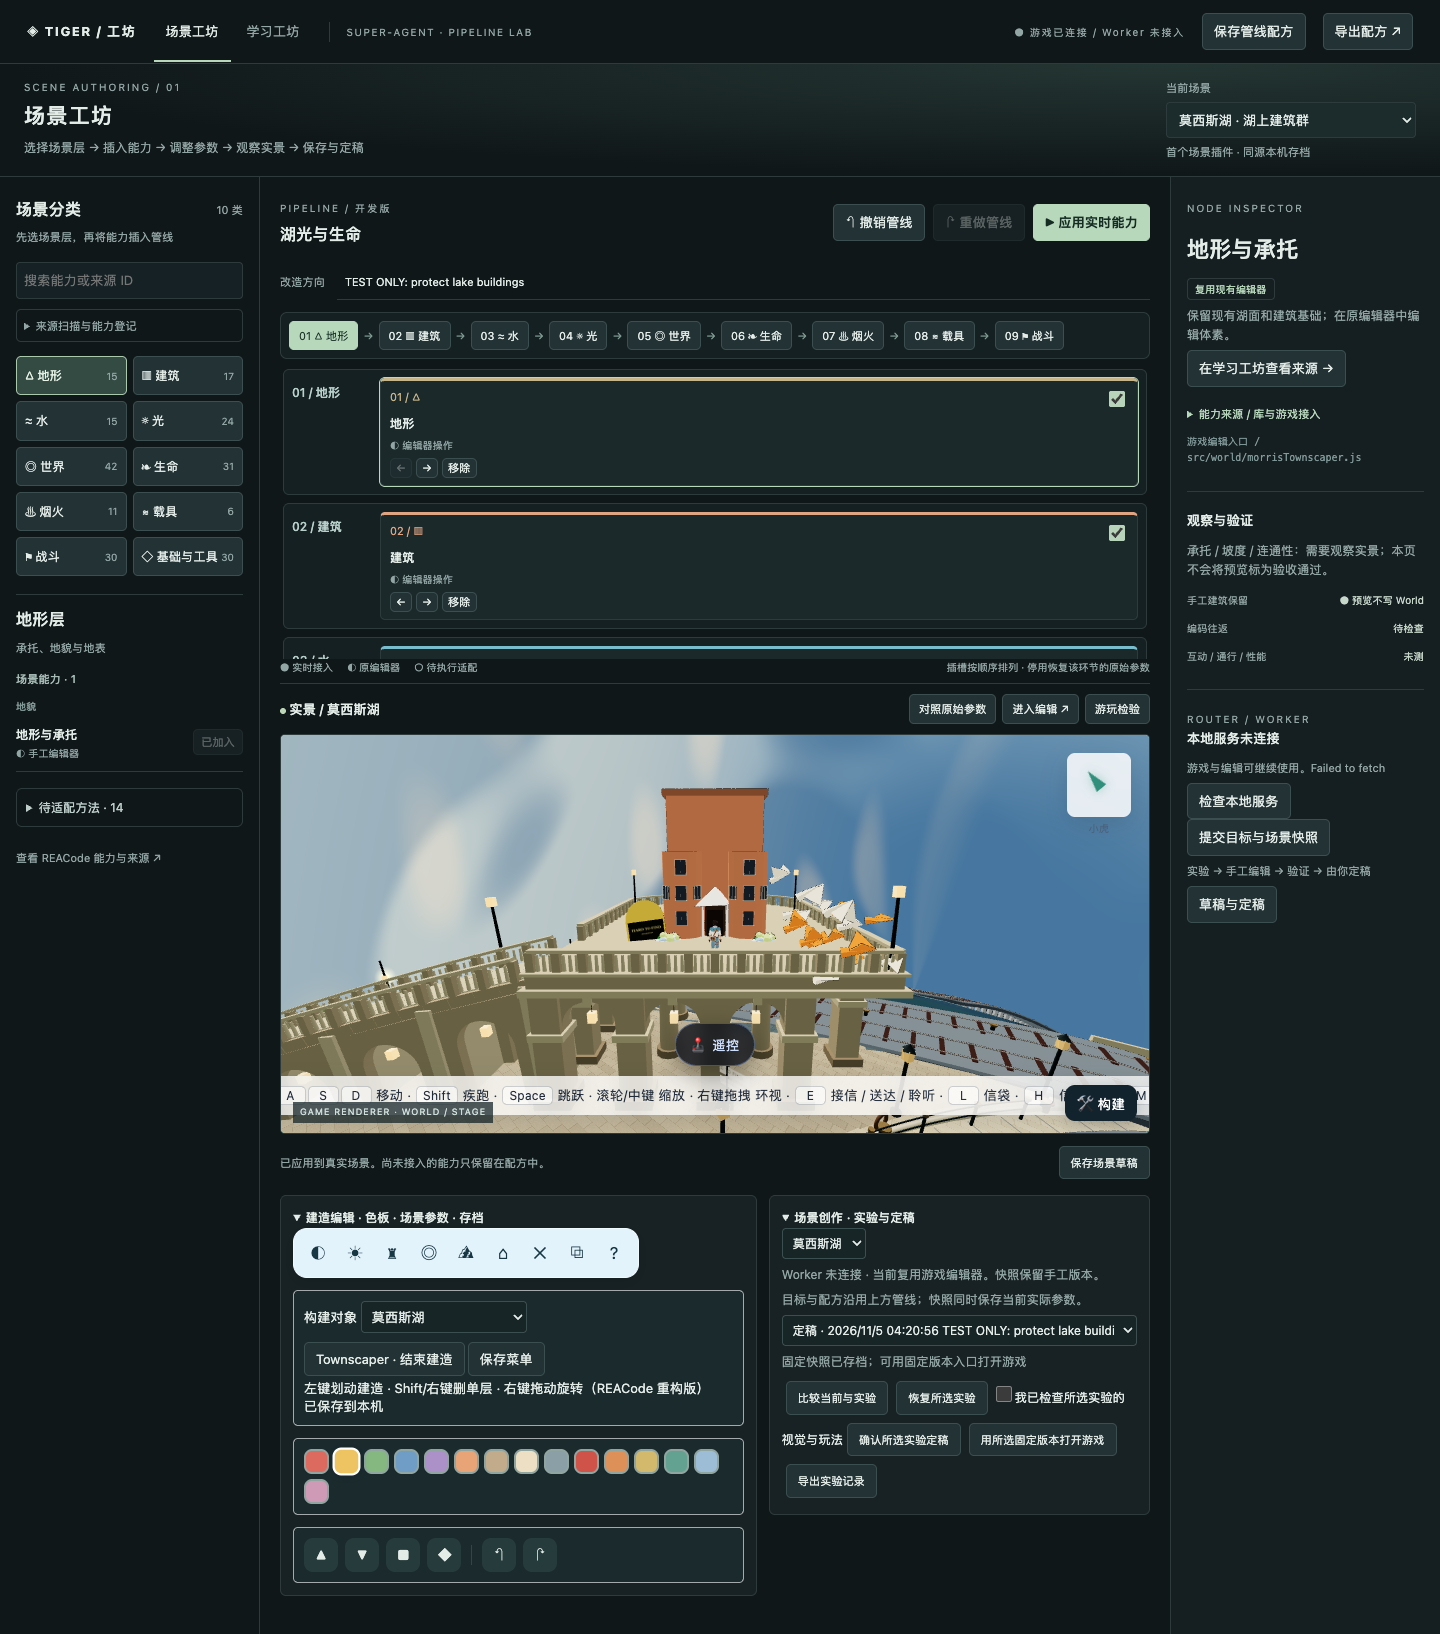 ◈ TIGER / 工坊
场景工坊
学习工坊
SUPER-AGENT · PIPELINE LAB
● 游戏已连接 / Worker 未接入
保存管线配方
导出配方 ↗
SCENE AUTHORING / 01
场景工坊
选择场景层 → 插入能力 → 调整参数 → 观察实景 → 保存与定稿
当前场景
莫西斯湖 · 湖上建筑群
首个场景插件 · 同源本机存档
场景分类
10 类
先选场景层，再将能力插入管线
搜索能力或来源 ID
▸ 来源扫描与能力登记
△ 地形 15
▥ 建筑 17
≈ 水 15
☼ 光 24
◎ 世界 42
❧ 生命 31
♨ 烟火 11
≋ 载具 6
⚑ 战斗 30
◇ 基础与工具 30
地形层
承托、地貌与地表
场景能力 · 1
地貌
地形与承托
◐ 手工编辑器
已加入
▸ 待适配方法 · 14
查看 REACode 能力与来源 ↗
PIPELINE / 开发版
湖光与生命
↶ 撤销管线
↷ 重做管线
▶ 应用实时能力
改造方向
TEST ONLY: protect lake buildings
01 △ 地形 → 02 ▥ 建筑 → 03 ≈ 水 → 04 ☼ 光 → 05 ◎ 世界 → 06 ❧ 生命 → 07 ♨ 烟火 → 08 ≋ 载具 → 09 ⚑ 战斗
01 / 地形
01 / △
地形
◐ 编辑器操作
← → 移除
02 / 建筑
02 / ▥
建筑
◐ 编辑器操作
← → 移除
● 实时接入 ◐ 原编辑器 ○ 待执行适配
插槽按顺序排列 · 停用恢复该环节的原始参数
● 实景 / 莫西斯湖
对照原始参数
进入编辑 ↗
游玩检验
小虎
遥控
A S D 移动 · Shift 疾跑 · Space 跳跃 · 滚轮/中键 缩放 · 右键拖拽 环视 · E 接信 / 送达 / 聆听 · L 信袋 · H
构建
GAME RENDERER · WORLD / STAGE
已应用到真实场景。尚未接入的能力只保留在配方中。
保存场景草稿
▾ 建造编辑 · 色板 · 场景参数 · 存档
?
构建对象 莫西斯湖
Townscaper · 结束建造
保存菜单
左键划动建造 · Shift/右键删单层 · 右键拖动旋转（REACode 重构版）
已保存到本机
▾ 场景创作 · 实验与定稿
莫西斯湖
Worker 未连接 · 当前复用游戏编辑器。快照保留手工版本。
目标与配方沿用上方管线；快照同时保存当前实际参数。
定稿 · 2026/11/5 04:20:56 TEST ONLY: protect lake buildi
固定快照已存档；可用固定版本入口打开游戏
比较当前与实验
恢复所选实验
我已检查所选实验的
视觉与玩法
确认所选实验定稿
用所选固定版本打开游戏
导出实验记录
NODE INSPECTOR
地形与承托
复用现有编辑器
保留现有湖面和建筑基础；在原编辑器中编
辑体素。
在学习工坊查看来源 →
▸ 能力来源 / 库与游戏接入
游戏编辑入口 /
src/world/morrisTownscaper.js
观察与验证
承托 / 坡度 / 连通性：需要观察实景；本页
不会将预览标为验收通过。
手工建筑保留 ● 预览不写 World
编码往返 待检查
互动 / 通行 / 性能 未测
ROUTER / WORKER
本地服务未连接
游戏与编辑可继续使用。Failed to fetch
检查本地服务
提交目标与场景快照
实验 → 手工编辑 → 验证 → 由你定稿
草稿与定稿